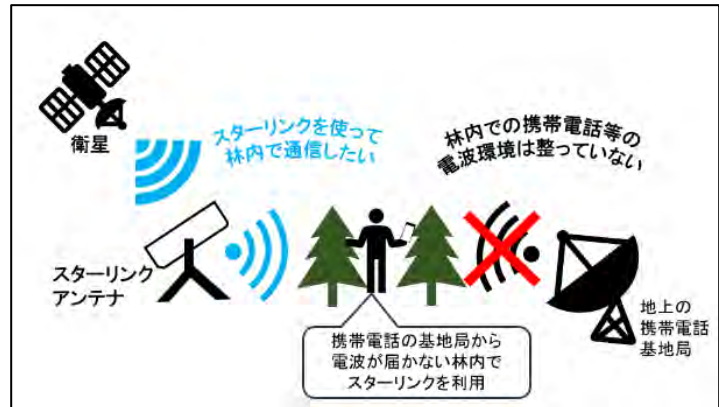 衛星
スターリンクを使って
林内で通信したい
林内での携帯電話等の
電波環境は整っていない
スターリンク
アンテナ
地上の
携帯電話
基地局
携帯電話の基地局から
電波が届かない林内で
スターリンクを利用